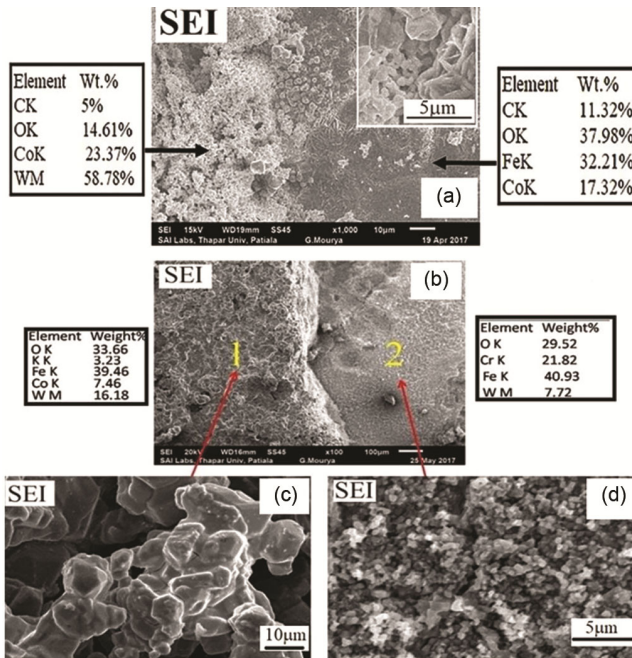 SEI
Element Wt.%
CK 5%
OK 14.61%
CoK 23.37%
WM 58.78%
5μm
Element Wt.%
CK 11.32%
OK 37.98%
FeK 32.21%
CoK 17.32%
(a)
SEI 15kV WD19mm SS45 x1,000 10μm
SAI Labs, Thapar Univ, Patiala G.Mourya 19 Apr 2017
SEI
(b)
Element Weight%
O K 33.66
K K 3.23
Fe K 39.46
Co K 7.46
W M 16.18
1
2
Element Weight%
O K 29.52
Cr K 21.82
Fe K 40.93
W M 7.72
SEI 20kV WD16mm SS45 x100 100μm
SAI Labs, Thapar Univ, Patiala G.Mourya 25 May 2017
SEI
(c)
10μm
SEI
(d)
5μm